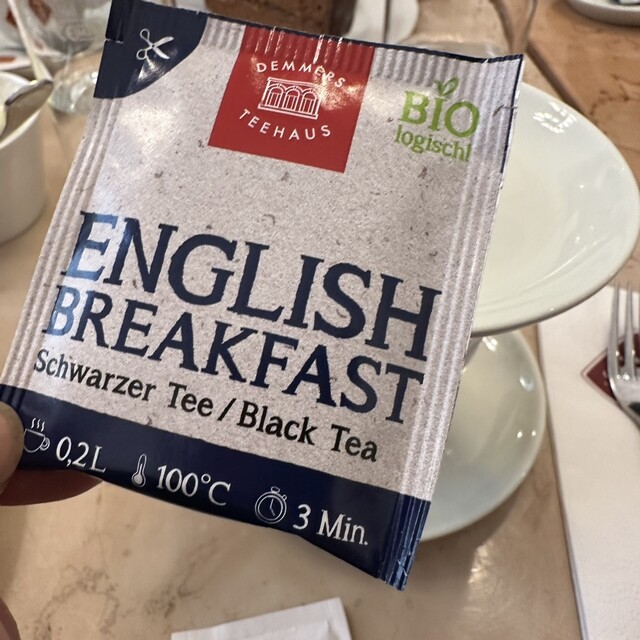 DEMMERS
TEEHAUS
BIO
logisch!
ENGLISH
BREAKFAST
Schwarzer Tee / Black Tea
0,2L 100°C 3 Min.